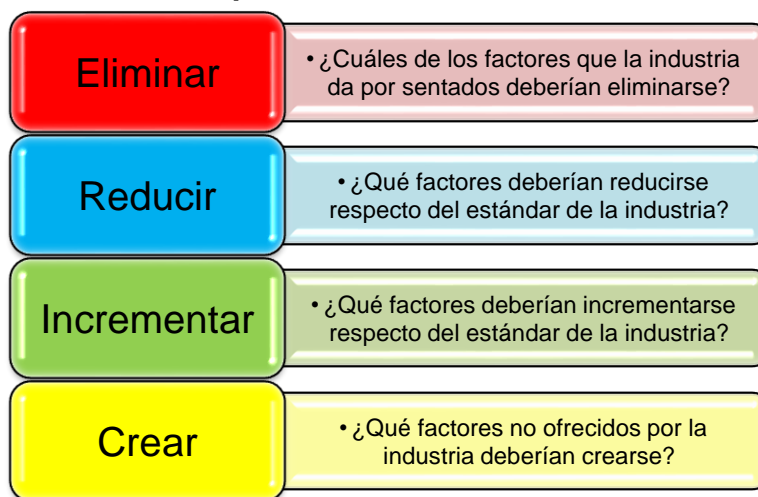 Eliminar
• ¿Cuáles de los factores que la industria
da por sentados deberían eliminarse?
Reducir
• ¿Qué factores deberían reducirse
respecto del estándar de la industria?
Incrementar
• ¿Qué factores deberían incrementarse
respecto del estándar de la industria?
Crear
• ¿Qué factores no ofrecidos por la
industria deberían crearse?